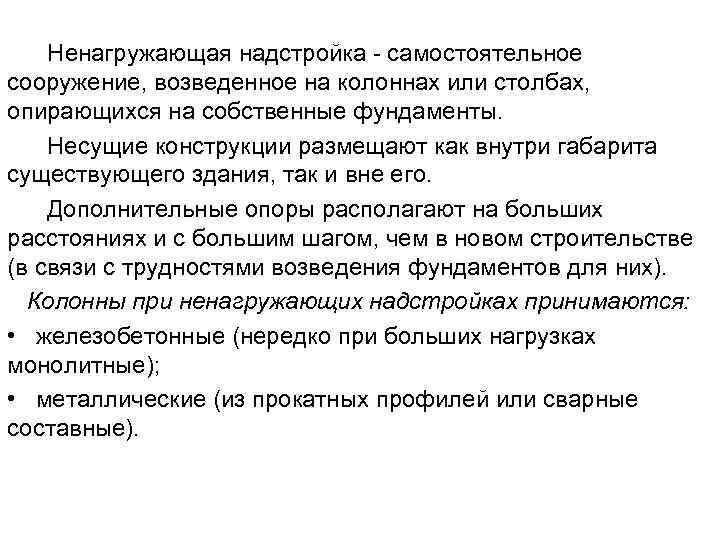 Ненагружающая надстройка - самостоятельное
сооружение, возведенное на колоннах или столбах,
опирающихся на собственные фундаменты.
Несущие конструкции размещают как внутри габарита
существующего здания, так и вне его.
Дополнительные опоры располагают на больших
расстояниях и с большим шагом, чем в новом строительстве
(в связи с трудностями возведения фундаментов для них).
Колонны при ненагружающих надстройках принимаются:
• железобетонные (нередко при больших нагрузках
монолитные);
• металлические (из прокатных профилей или сварные
составные).